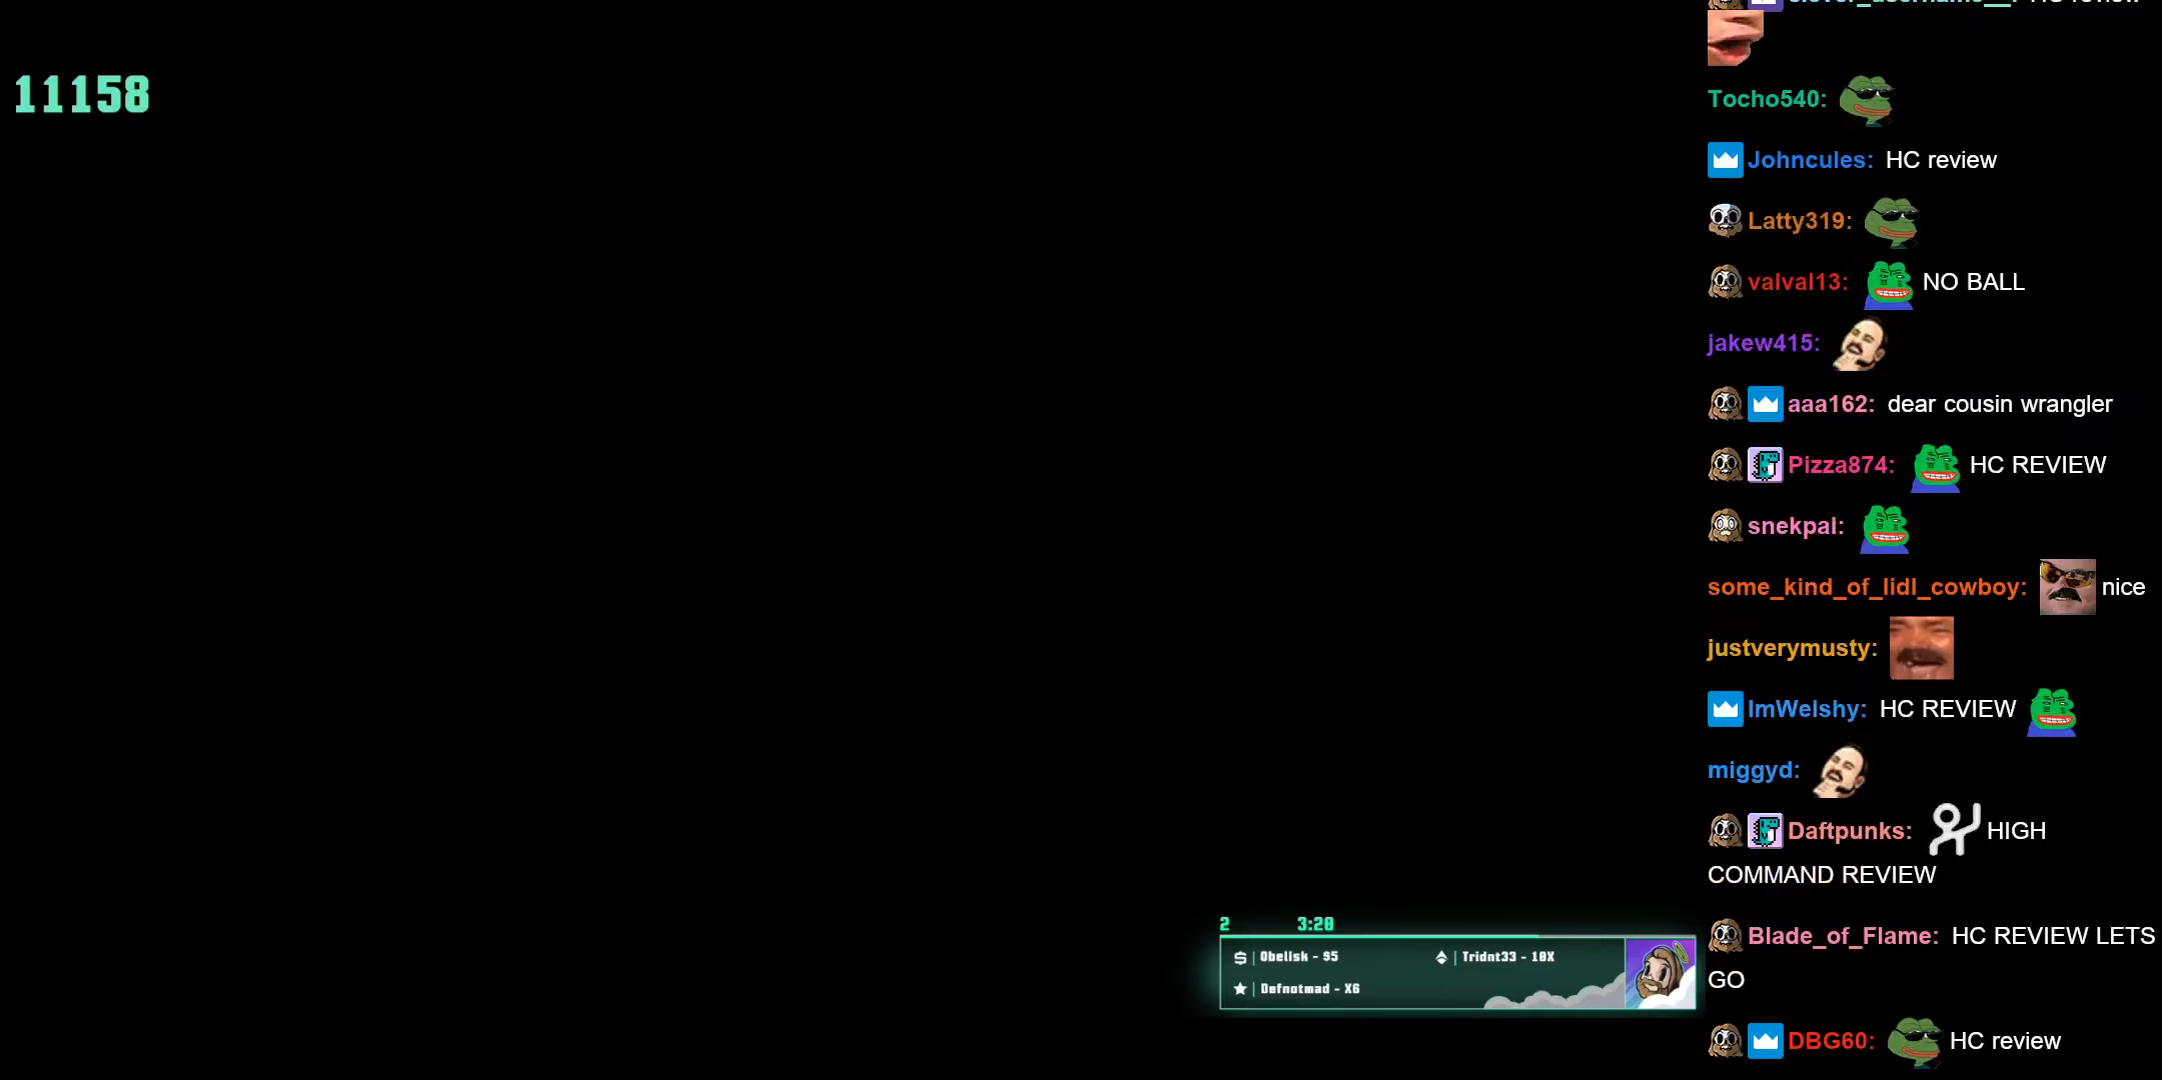 11158
Tocho540:
Johncules: HC review
Latty319:
valval13: NO BALL
jakew415:
aaa162: dear cousin wrangler
Pizza874: HC REVIEW
snekpal:
some_kind_of_lidl_cowboy: nice
justverymusty:
ImWelshy: HC REVIEW
miggyd:
Daftpunks: HIGH
COMMAND REVIEW
Blade_of_Flame: HC REVIEW LETS
GO
DBG60: HC review
2 3:20
Obelisk - $5
Tridnt33 - 10X
Defnotmad - X6